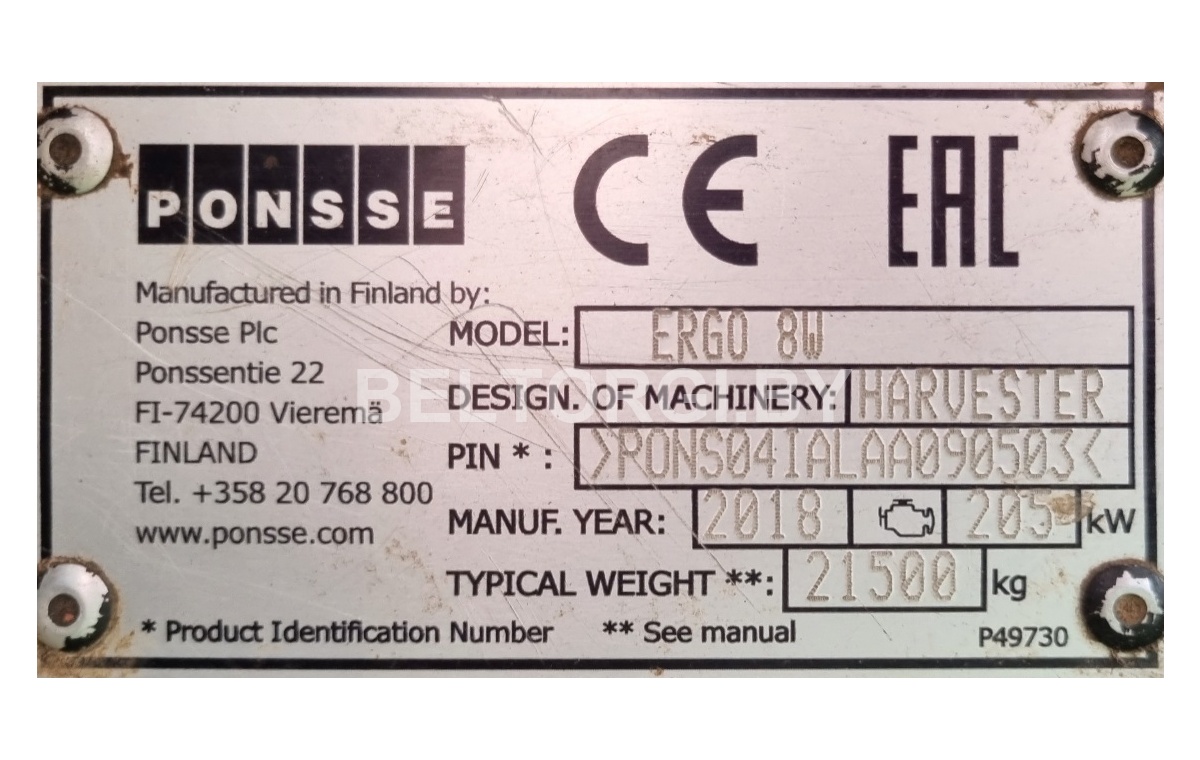 PONSSE
CE
EAC
Manufactured in Finland by:
Ponsse Plc
Ponssentie 22
FI-74200 Vieremä
FINLAND
Tel. +358 20 768 800
www.ponsse.com
MODEL: ERGO 8W
DESIGN. OF MACHINERY: HARVESTER
PIN * : >PONS04IALAA090503<
MANUF. YEAR: 2018 205 kW
TYPICAL WEIGHT **: 21500 kg
* Product Identification Number ** See manual
P49730
BELTORGI.BY